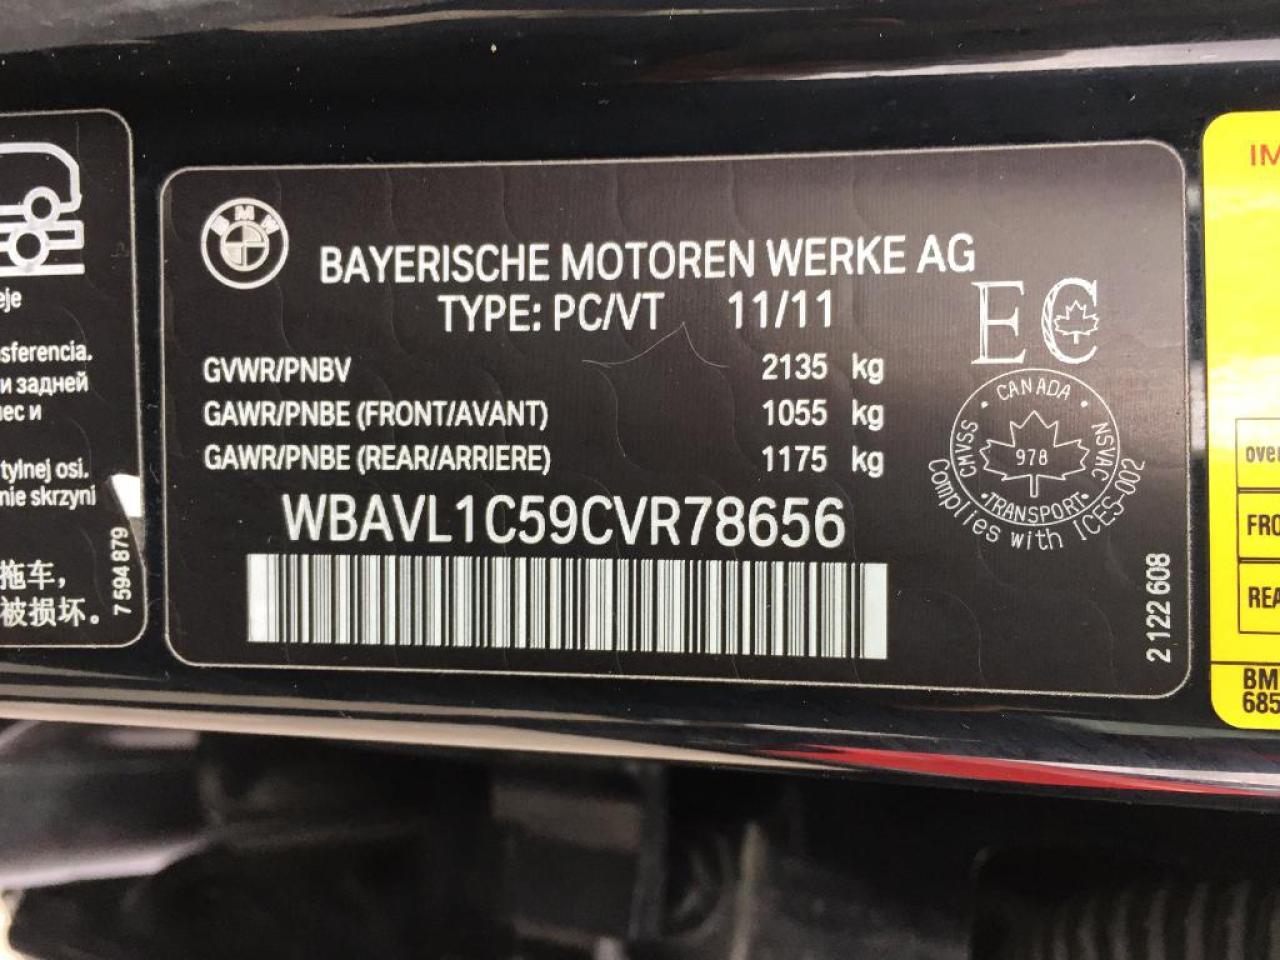 eje
sferencia.
и задней
лес и
tylnej osi.
nie skrzyni
拖车，
被损坏。
7 594 879
BMW
BAYERISCHE MOTOREN WERKE AG
TYPE: PC/VT 11/11
GVWR/PNBV 2135 kg
GAWR/PNBE (FRONT/AVANT) 1055 kg
GAWR/PNBE (REAR/ARRIERE) 1175 kg
WBAVL1C59CVR78656
EC
CANADA
CMVSS
NSVAC
978
TRANSPORT
Complies with ICES-002
2 122 608
IM
over
FRO
REA
BM
685